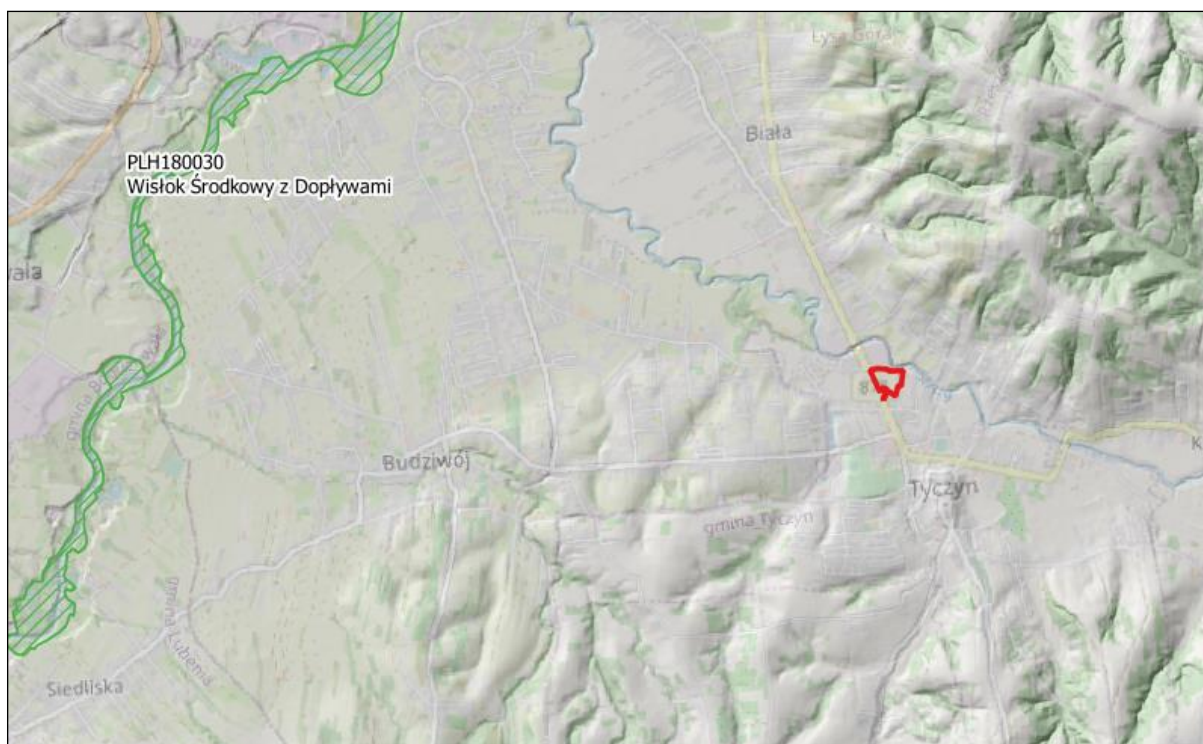 Łysa Góra
Biała
PLH180030
Wisłok Środkowy z Dopływami
Budziwój
Tyczyn
gmina Tyczyn
gmina Lubenia
Siedliska